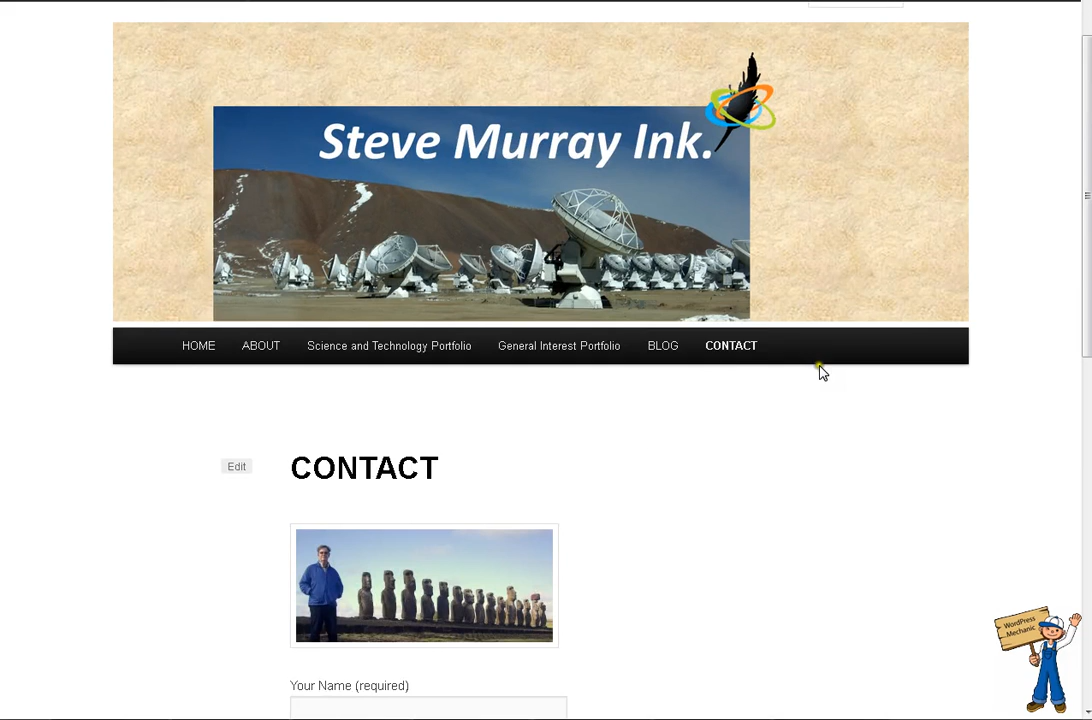 Steve Murray Ink.
HOME ABOUT Science and Technology Portfolio General Interest Portfolio BLOG CONTACT
Edit
CONTACT
Your Name (required)
WordPress
Mechanic